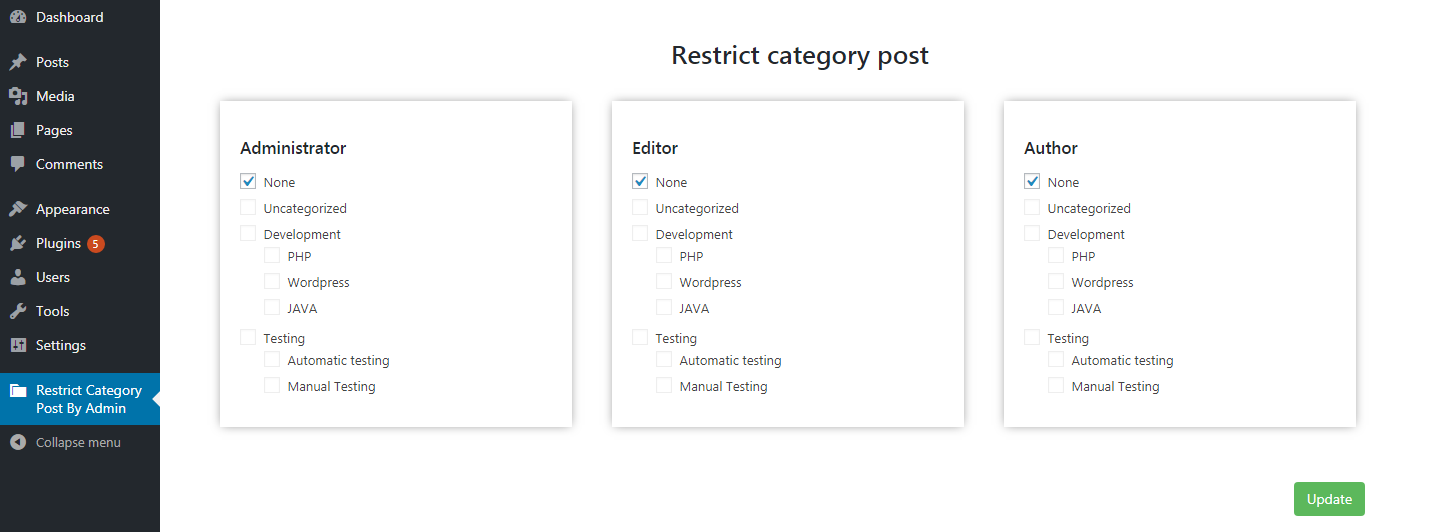 Dashboard
Posts
Media
Pages
Comments
Appearance
Plugins 5
Users
Tools
Settings
Restrict Category
Post By Admin
Collapse menu
Restrict category post
Administrator
None
Uncategorized
Development
PHP
Wordpress
JAVA
Testing
Automatic testing
Manual Testing
Editor
None
Uncategorized
Development
PHP
Wordpress
JAVA
Testing
Automatic testing
Manual Testing
Author
None
Uncategorized
Development
PHP
Wordpress
JAVA
Testing
Automatic testing
Manual Testing
Update